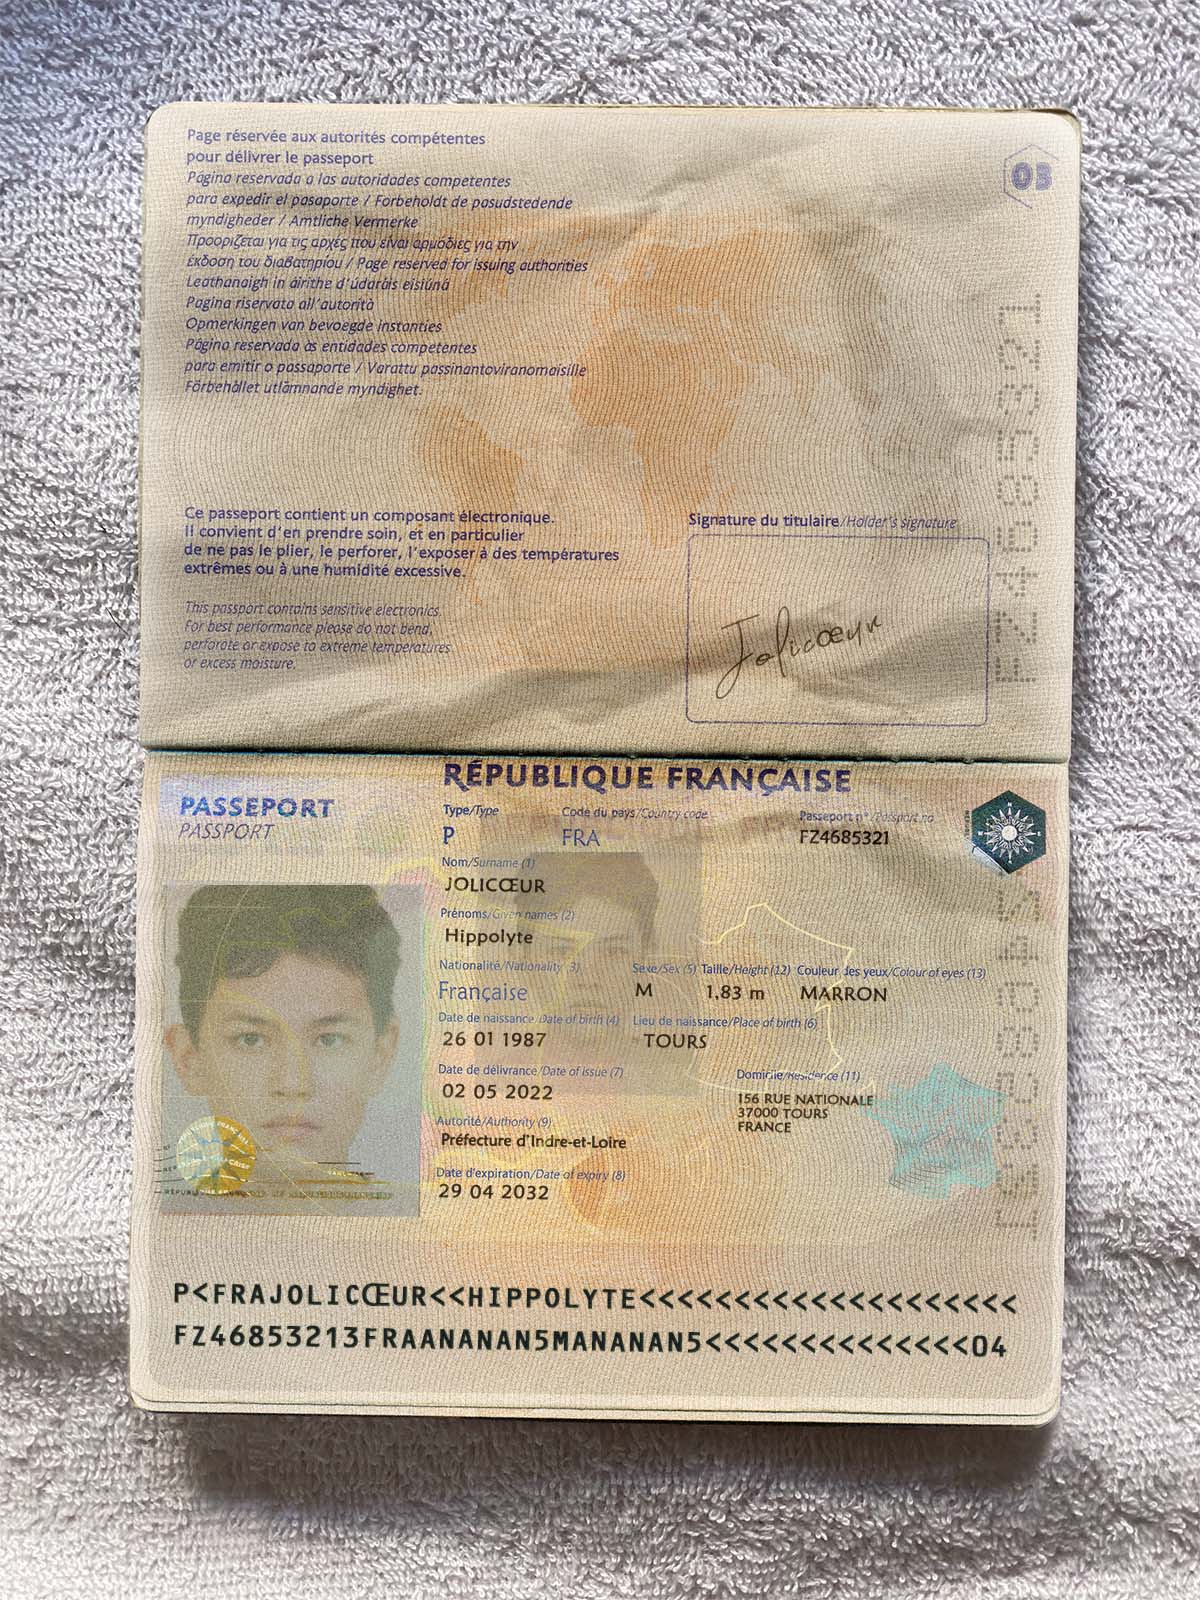 Page réservée aux autorités compétentes
pour délivrer le passeport
Pagina reservada a las autoridades competentes
para expedir el pasaporte / Forbeholdt de pasudstedende
myndigheder / Amtliche Vermerke
Προορίζεται για τις αρχές που είναι αρμόδιες για την
έκδοση του διαβατηρίου / Page reserved for issuing authorities
Leathanaigh in áirithe d'údaráis eisiúná
Pagina riservata all'autorità
Opmerkingen van bevoegde instanties
Página reservada às entidades competentes
para emitir o passaporte / Varattu passinantoviranomaisille
Förbehållet utlämnande myndighet.
03
FZ4685321
Ce passeport contient un composant électronique.
Il convient d'en prendre soin, et en particulier
de ne pas le plier, le perforer, l'exposer à des températures
extrêmes ou à une humidité excessive.
This passport contains sensitive electronics.
For best performance please do not bend,
perforate or expose to extreme temperatures
or excess moisture.
Signature du titulaire/Holder's signature
Jolicœur
RÉPUBLIQUE FRANÇAISE
PASSEPORT
PASSPORT
Type/Type Code du pays/Country code Passeport n°/Passport no
P FRA FZ4685321
Nom/Surname (1)
JOLICŒUR
Prénoms/Given names (2)
Hippolyte
Nationalité/Nationality (3) Sexe/Sex (5) Taille/Height (12) Couleur des yeux/Colour of eyes (13)
Française M 1,83 m MARRON
Date de naissance/Date of birth (4) Lieu de naissance/Place of birth (6)
26 01 1987 TOURS
Date de délivrance/Date of issue (7) Domicile/Residence (11)
02 05 2022 156 RUE NATIONALE
37000 TOURS
FRANCE
Autorité/Authority (9)
Préfecture d'Indre-et-Loire
Date d'expiration/Date of expiry (8)
29 04 2032
P<FRAJOLICŒUR<<HIPPOLYTE<<<<<<<<<<<<<<<<<<<<
FZ46853213FRAANANAN5MANANAN5<<<<<<<<<<<<<<04